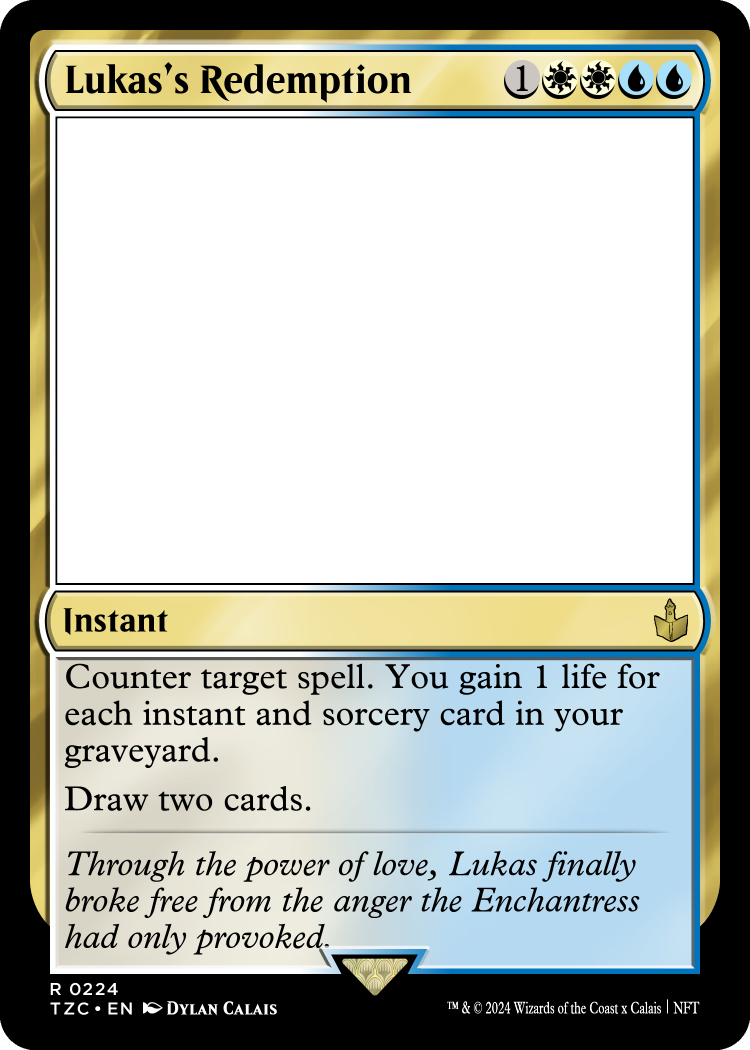 Lukas's Redemption 1
Instant
Counter target spell. You gain 1 life for
each instant and sorcery card in your
graveyard.
Draw two cards.
Through the power of love, Lukas finally
broke free from the anger the Enchantress
had only provoked.
R 0224
TZC • EN Dylan Calais
™ & © 2024 Wizards of the Coast x Calais | NFT